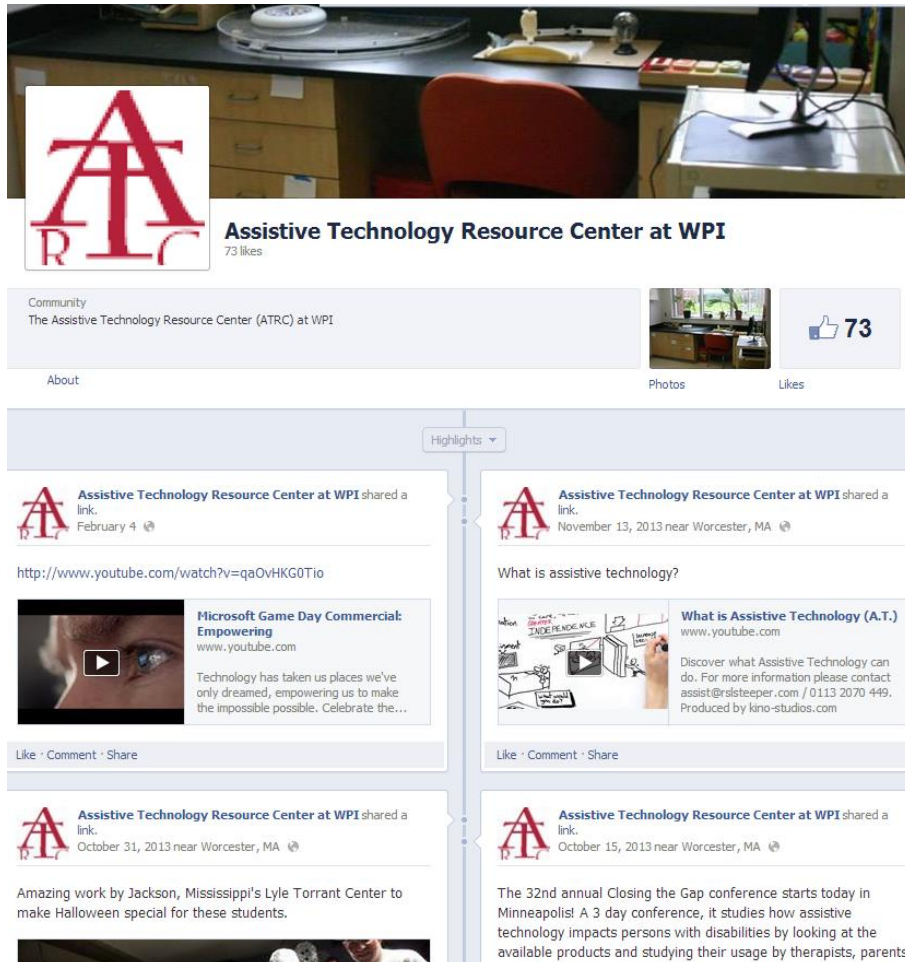 A T
R C
Assistive Technology Resource Center at WPI
73 likes
Community
The Assistive Technology Resource Center (ATRC) at WPI
73
About
Photos
Likes
Highlights
A T
R C
Assistive Technology Resource Center at WPI shared a
link.
February 4
http://www.youtube.com/watch?v=qaOvHKG0Tio
Microsoft Game Day Commercial:
Empowering
www.youtube.com
Technology has taken us places we've
only dreamed, empowering us to make
the impossible possible. Celebrate the...
Like · Comment · Share
A T
R C
Assistive Technology Resource Center at WPI shared a
link.
November 13, 2013 near Worcester, MA
What is assistive technology?
INDEPENDENCE
What is Assistive Technology (A.T.)
www.youtube.com
Discover what Assistive Technology can
do. For more information please contact
assist@rslsteeper.com / 0113 2070 449.
Produced by kino-studios.com
Like · Comment · Share
A T
R C
Assistive Technology Resource Center at WPI shared a
link.
October 31, 2013 near Worcester, MA
Amazing work by Jackson, Mississippi's Lyle Torrant Center to
make Halloween special for these students.
A T
R C
Assistive Technology Resource Center at WPI shared a
link.
October 15, 2013 near Worcester, MA
The 32nd annual Closing the Gap conference starts today in
Minneapolis! A 3 day conference, it studies how assistive
technology impacts persons with disabilities by looking at the
available products and studying their usage by therapists, parents